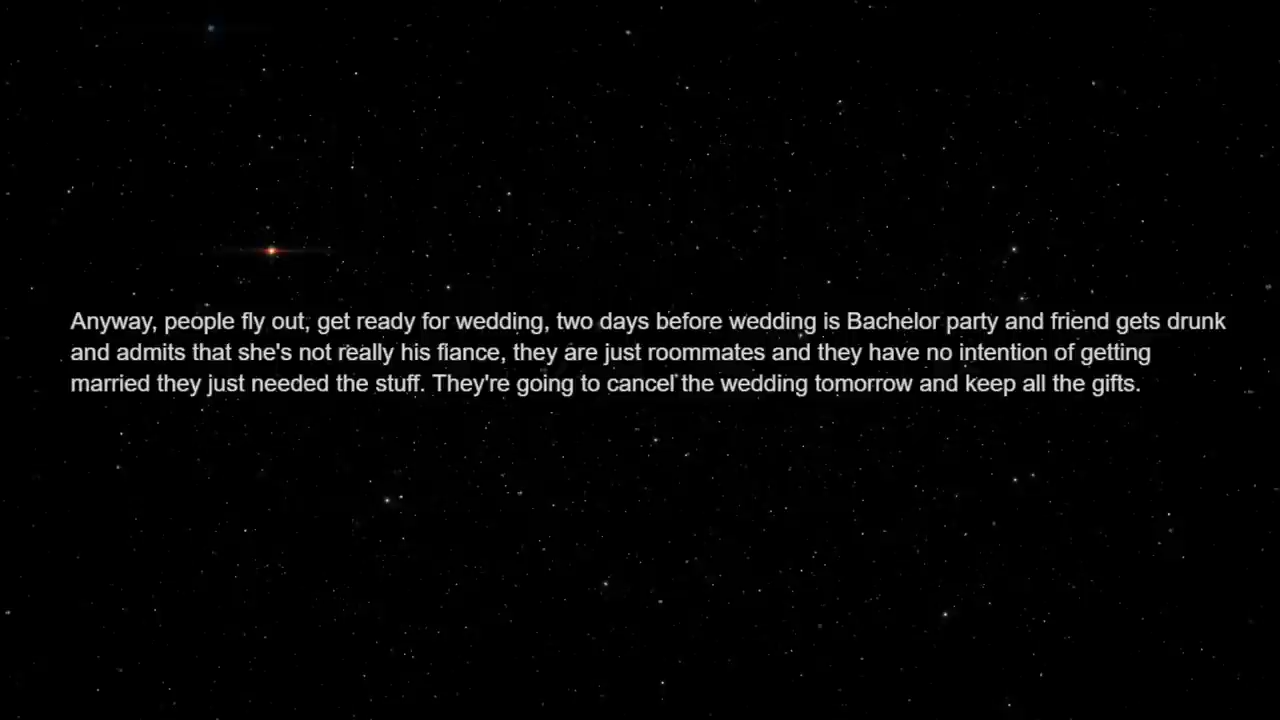 Anyway, people fly out, get ready for wedding, two days before wedding is Bachelor party and friend gets drunk
and admits that she's not really his fiance, they are just roommates and they have no intention of getting
married they just needed the stuff. They're going to cancel the wedding tomorrow and keep all the gifts.